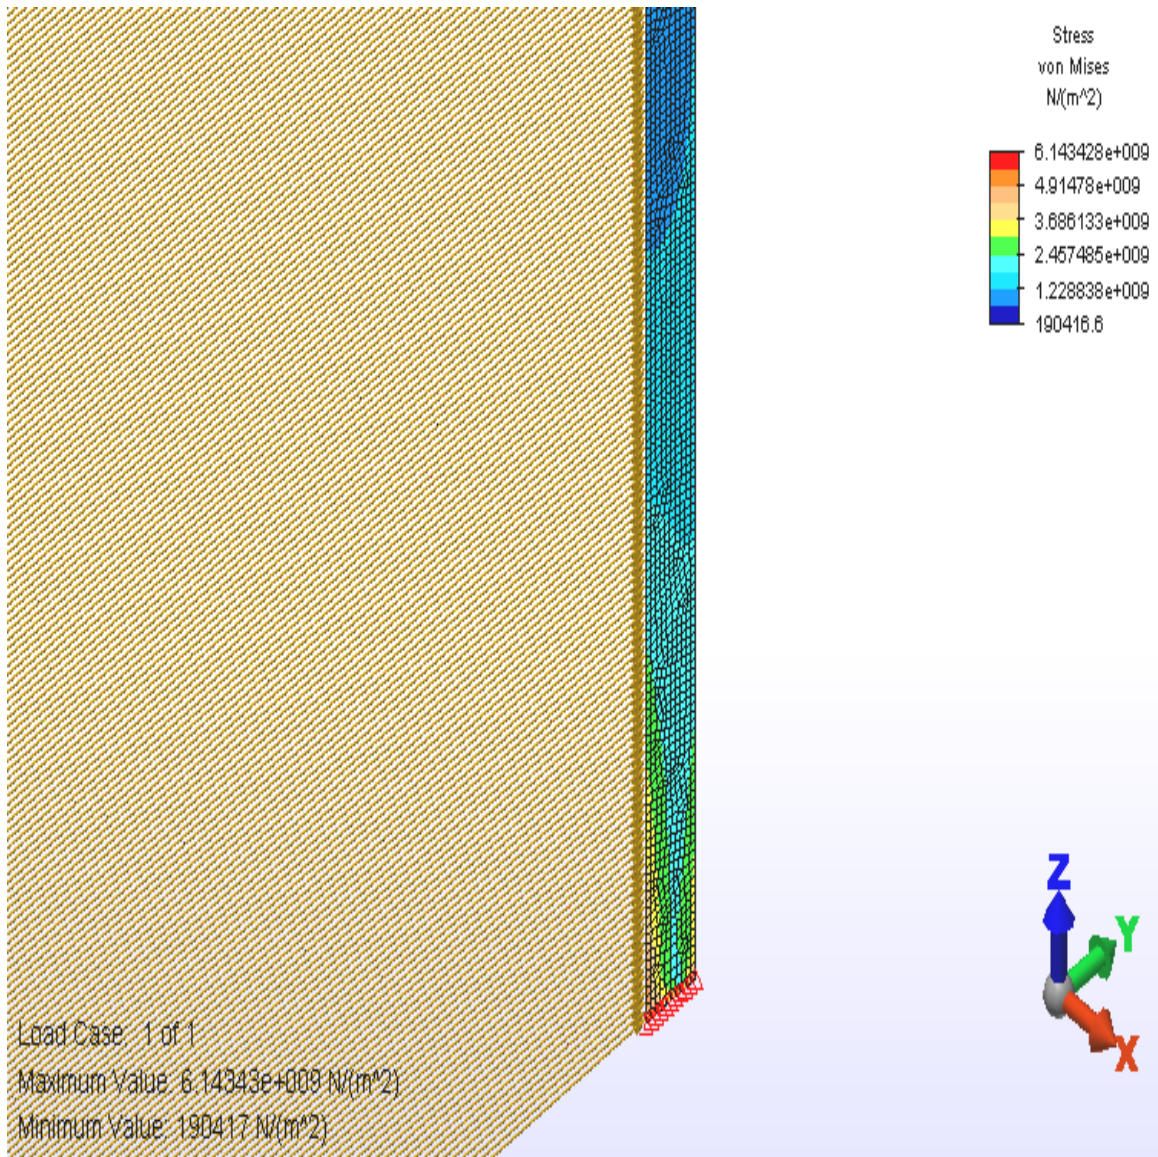 Stress
von Mises
N/(m^2)
6.143428e+009
4.91478e+009
3.686133e+009
2.457485e+009
1.228838e+009
190416.6
Z
Y
X
Load Case: 1 of 1
Maximum Value: 6.14343e+009 N/(m^2)
Minimum Value: 190417 N/(m^2)